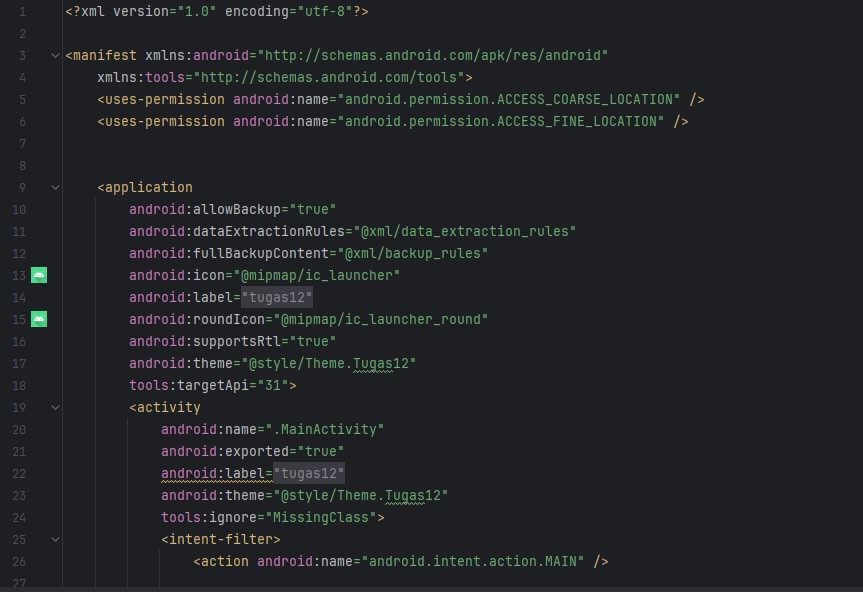 1 <?xml version="1.0" encoding="utf-8"?>
2
3 <manifest xmlns:android="http://schemas.android.com/apk/res/android"
4 xmlns:tools="http://schemas.android.com/tools">
5 <uses-permission android:name="android.permission.ACCESS_COARSE_LOCATION" />
6 <uses-permission android:name="android.permission.ACCESS_FINE_LOCATION" />
7
8
9 <application
10 android:allowBackup="true"
11 android:dataExtractionRules="@xml/data_extraction_rules"
12 android:fullBackupContent="@xml/backup_rules"
13 android:icon="@mipmap/ic_launcher"
14 android:label="tugas12"
15 android:roundIcon="@mipmap/ic_launcher_round"
16 android:supportsRtl="true"
17 android:theme="@style/Theme.Tugas12"
18 tools:targetApi="31">
19 <activity
20 android:name=".MainActivity"
21 android:exported="true"
22 android:label="tugas12"
23 android:theme="@style/Theme.Tugas12"
24 tools:ignore="MissingClass">
25 <intent-filter>
26 <action android:name="android.intent.action.MAIN" />
27